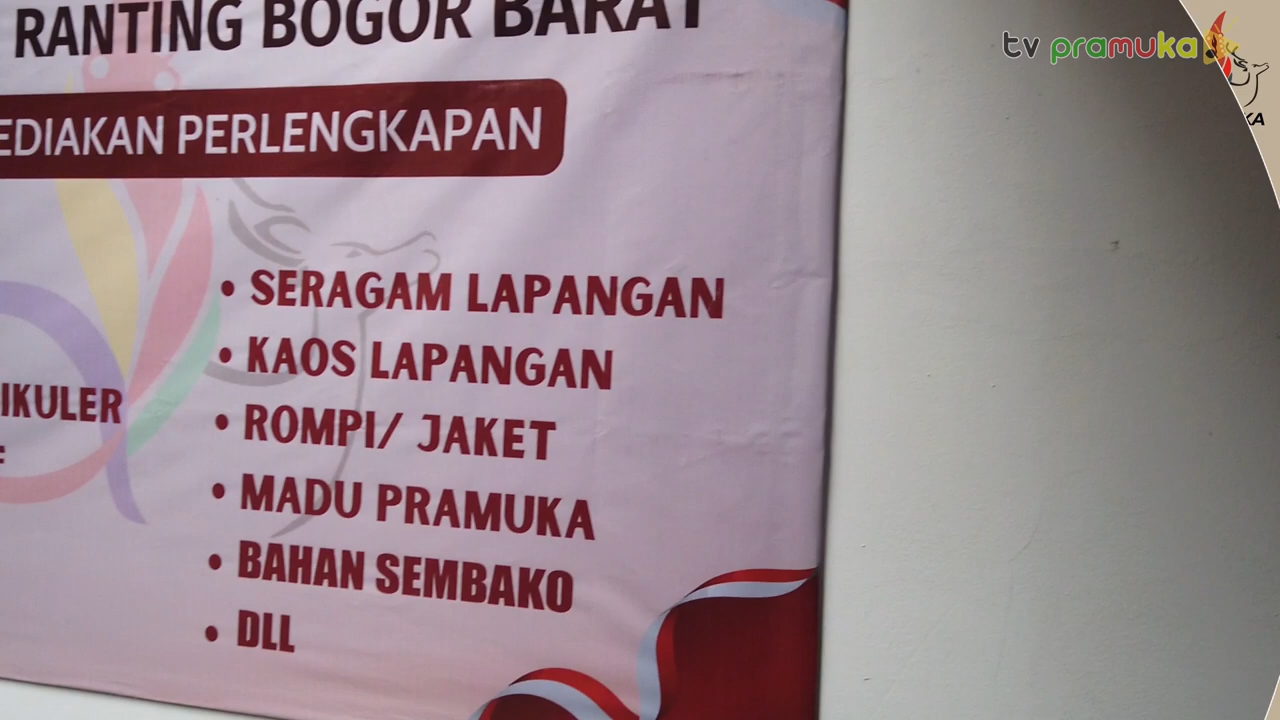 RANTING BOGOR BARAT
tv pramuka
KA
EDIAKAN PERLENGKAPAN
• SERAGAM LAPANGAN
• KAOS LAPANGAN
IKULER
:
• ROMPI/ JAKET
• MADU PRAMUKA
• BAHAN SEMBAKO
• DLL